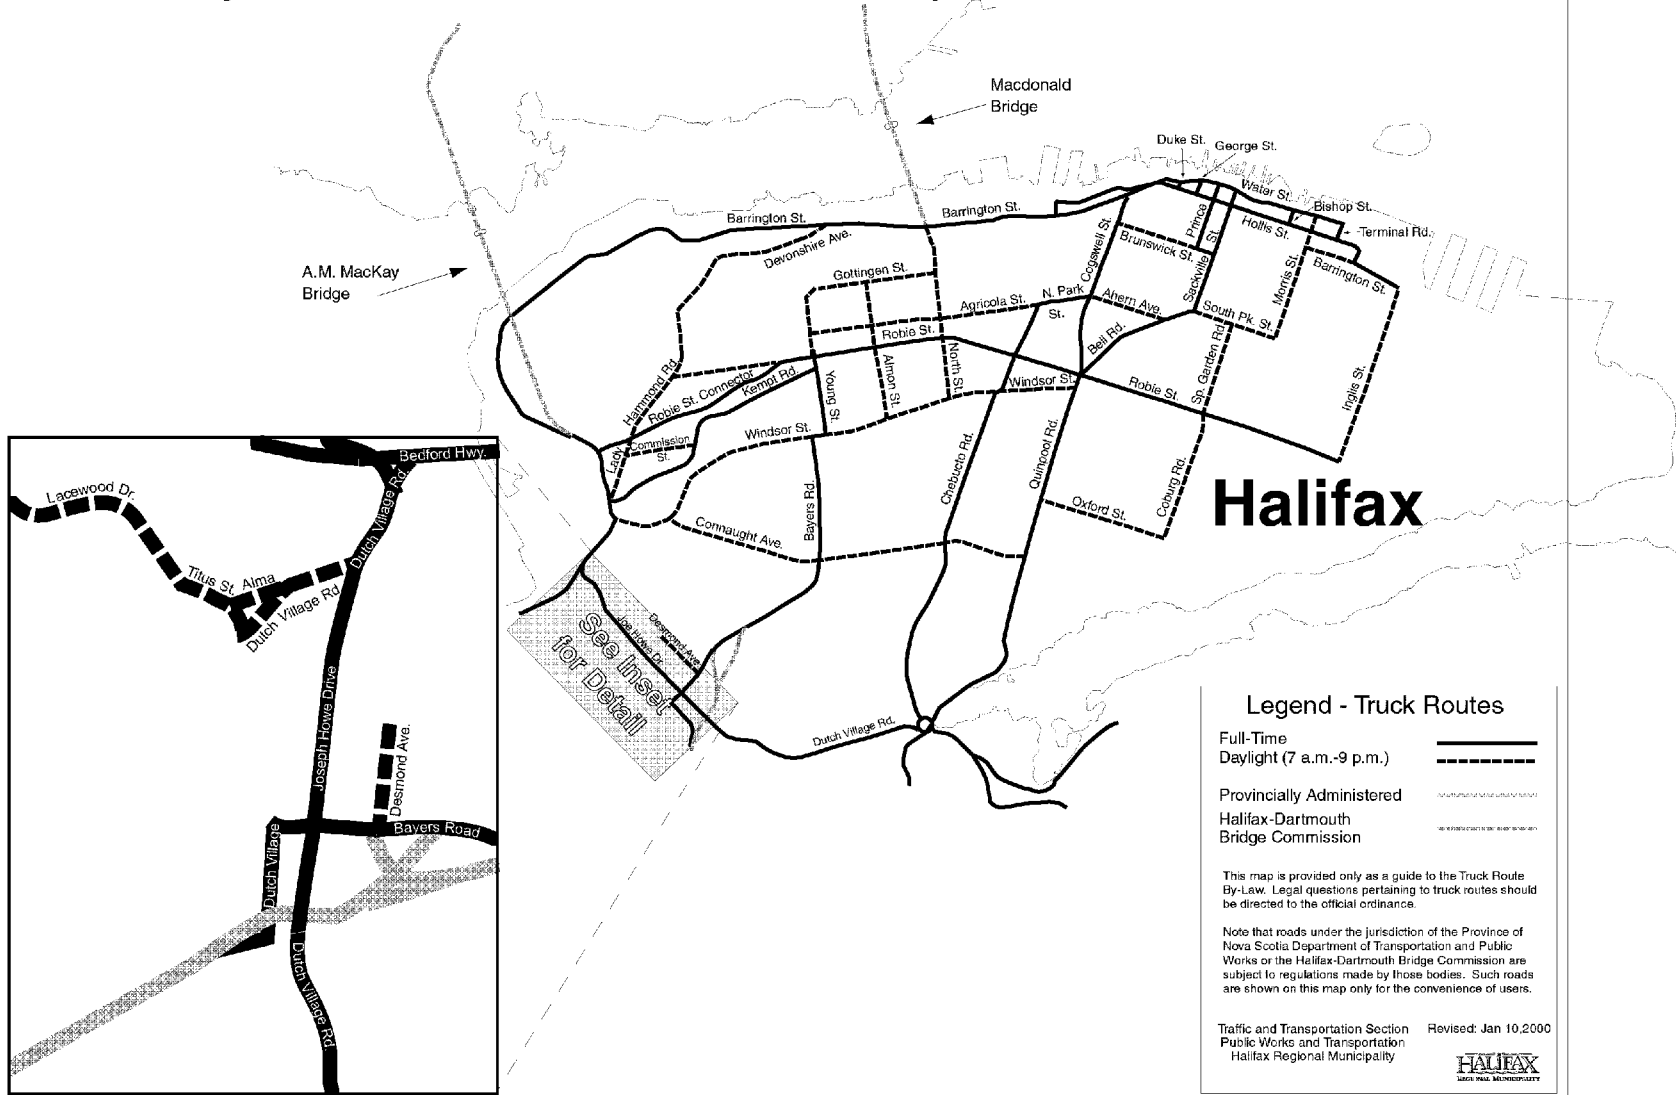 Macdonald
Bridge
Duke St.
George St.
Water St.
Bishop St.
Terminal Rd.
Barrington St.
Barrington St.
Prince
St.
Hollis St.
Barrington St.
Cogswell St.
Brunswick St.
Sackville
Morris St.
A.M. MacKay
Bridge
Devonshire Ave.
Gottingen St.
Agricola St.
N. Park
St.
Ahern Ave.
South Pk. St.
Robie St.
Bell Rd.
Sp. Garden Rd.
Inglis St.
Hammond Rd.
Lady
Robie St. Connector
Kempt Rd.
Young St.
Almon St.
North St.
Windsor St.
Robie St.
Commission
St.
Windsor St.
Bayers Rd.
Chebucto Rd.
Quinpool Rd.
Coburg Rd.
Oxford St.
Connaught Ave.
Halifax
See Inset
for Detail
Joe Howe Dr.
Desmond Ave.
Dutch Village Rd.
Bedford Hwy.
Lacewood Dr.
Dutch Village Rd.
Titus St.
Alma
Dutch Village Rd.
Joseph Howe Drive
Desmond Ave.
Bayers Road
Dutch Village
Dutch Village Rd.
Legend - Truck Routes
Full-Time
Daylight (7 a.m.-9 p.m.)
Provincially Administered
Halifax-Dartmouth
Bridge Commission
This map is provided only as a guide to the Truck Route
By-Law. Legal questions pertaining to truck routes should
be directed to the official ordinance.
Note that roads under the jurisdiction of the Province of
Nova Scotia Department of Transportation and Public
Works or the Halifax-Dartmouth Bridge Commission are
subject to regulations made by those bodies. Such roads
are shown on this map only for the convenience of users.
Traffic and Transportation Section
Public Works and Transportation
Halifax Regional Municipality
Revised: Jan 10,2000
HALIFAX
REGIONAL MUNICIPALITY